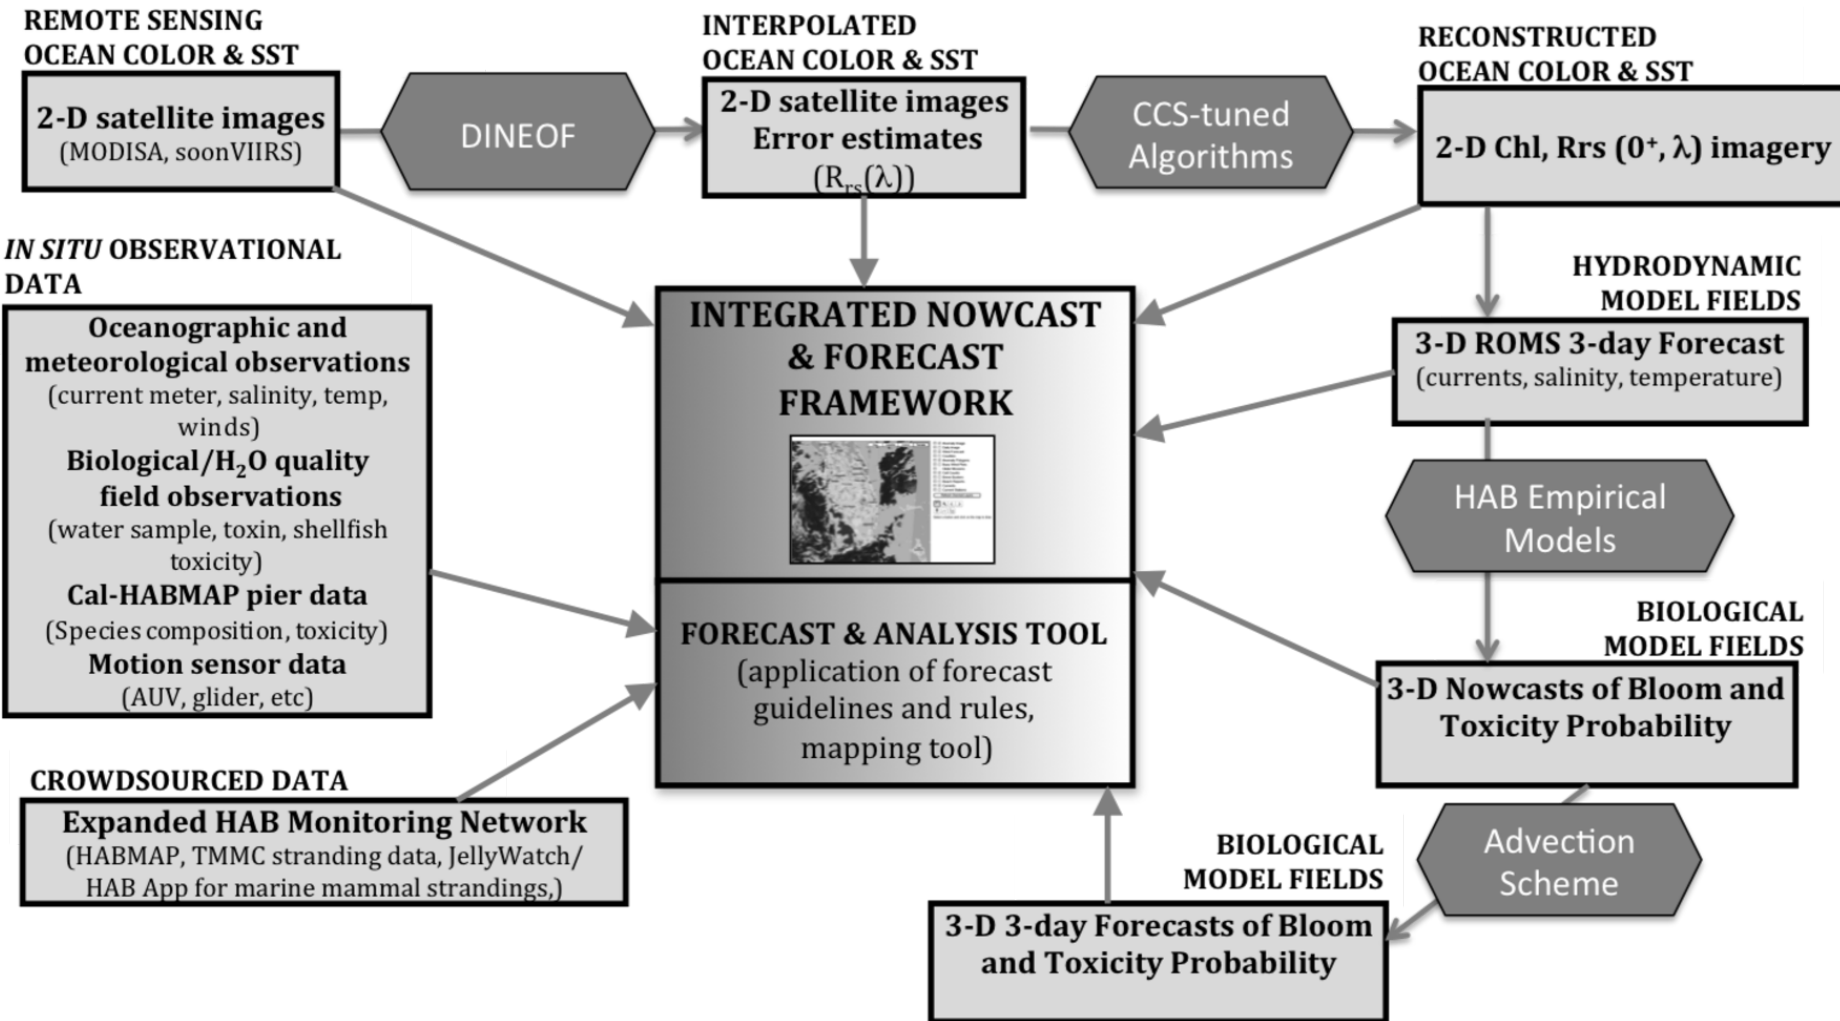 REMOTE SENSING
OCEAN COLOR & SST
2-D satellite images
(MODISA, soonVIIRS)
DINEOF
INTERPOLATED
OCEAN COLOR & SST
2-D satellite images
Error estimates
(Rrs(λ))
CCS-tuned
Algorithms
RECONSTRUCTED
OCEAN COLOR & SST
2-D Chl, Rrs (0⁺, λ) imagery
IN SITU OBSERVATIONAL
DATA
Oceanographic and
meteorological observations
(current meter, salinity, temp,
winds)
Biological/H₂O quality
field observations
(water sample, toxin, shellfish
toxicity)
Cal-HABMAP pier data
(Species composition, toxicity)
Motion sensor data
(AUV, glider, etc)
CROWDSOURCED DATA
Expanded HAB Monitoring Network
(HABMAP, TMMC stranding data, JellyWatch/
HAB App for marine mammal strandings,)
INTEGRATED NOWCAST
& FORECAST
FRAMEWORK
FORECAST & ANALYSIS TOOL
(application of forecast
guidelines and rules,
mapping tool)
HYDRODYNAMIC
MODEL FIELDS
3-D ROMS 3-day Forecast
(currents, salinity, temperature)
HAB Empirical
Models
BIOLOGICAL
MODEL FIELDS
3-D Nowcasts of Bloom and
Toxicity Probability
Advection
Scheme
BIOLOGICAL
MODEL FIELDS
3-D 3-day Forecasts of Bloom
and Toxicity Probability